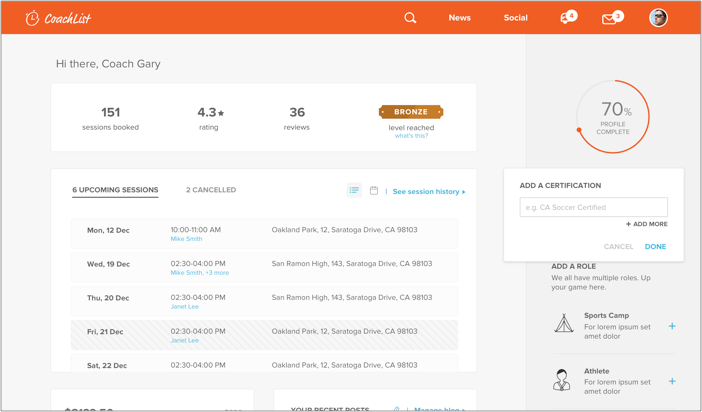 CoachList
News
Social
4
3
Hi there, Coach Gary
151
sessions booked
4.3★
rating
36
reviews
BRONZE
level reached
what's this?
70%
PROFILE
COMPLETE
6 UPCOMING SESSIONS
2 CANCELLED
See session history
Mon, 12 Dec
10:00-11:00 AM
Oakland Park, 12, Saratoga Drive, CA 98103
Mike Smith
Wed, 19 Dec
02:30-04:00 PM
San Ramon High, 143, Saratoga Drive, CA 98103
Mike Smith, +3 more
Thu, 20 Dec
02:30-04:00 PM
San Ramon High, 143, Saratoga Drive, CA 98103
Janet Lee
Fri, 21 Dec
02:30-04:00 PM
Oakland Park, 12, Saratoga Drive, CA 98103
Janet Lee
Sat, 22 Dec
02:30-04:00 PM
Oakland Park, 12, Saratoga Drive, CA 98103
YOUR RECENT POSTS
Manage blog
ADD A CERTIFICATION
e.g. CA Soccer Certified
+ ADD MORE
CANCEL
DONE
ADD A ROLE
We all have multiple roles. Up
your game here.
Sports Camp
For lorem ipsum set
amet dolor
+
Athlete
For lorem ipsum set
amet dolor
+